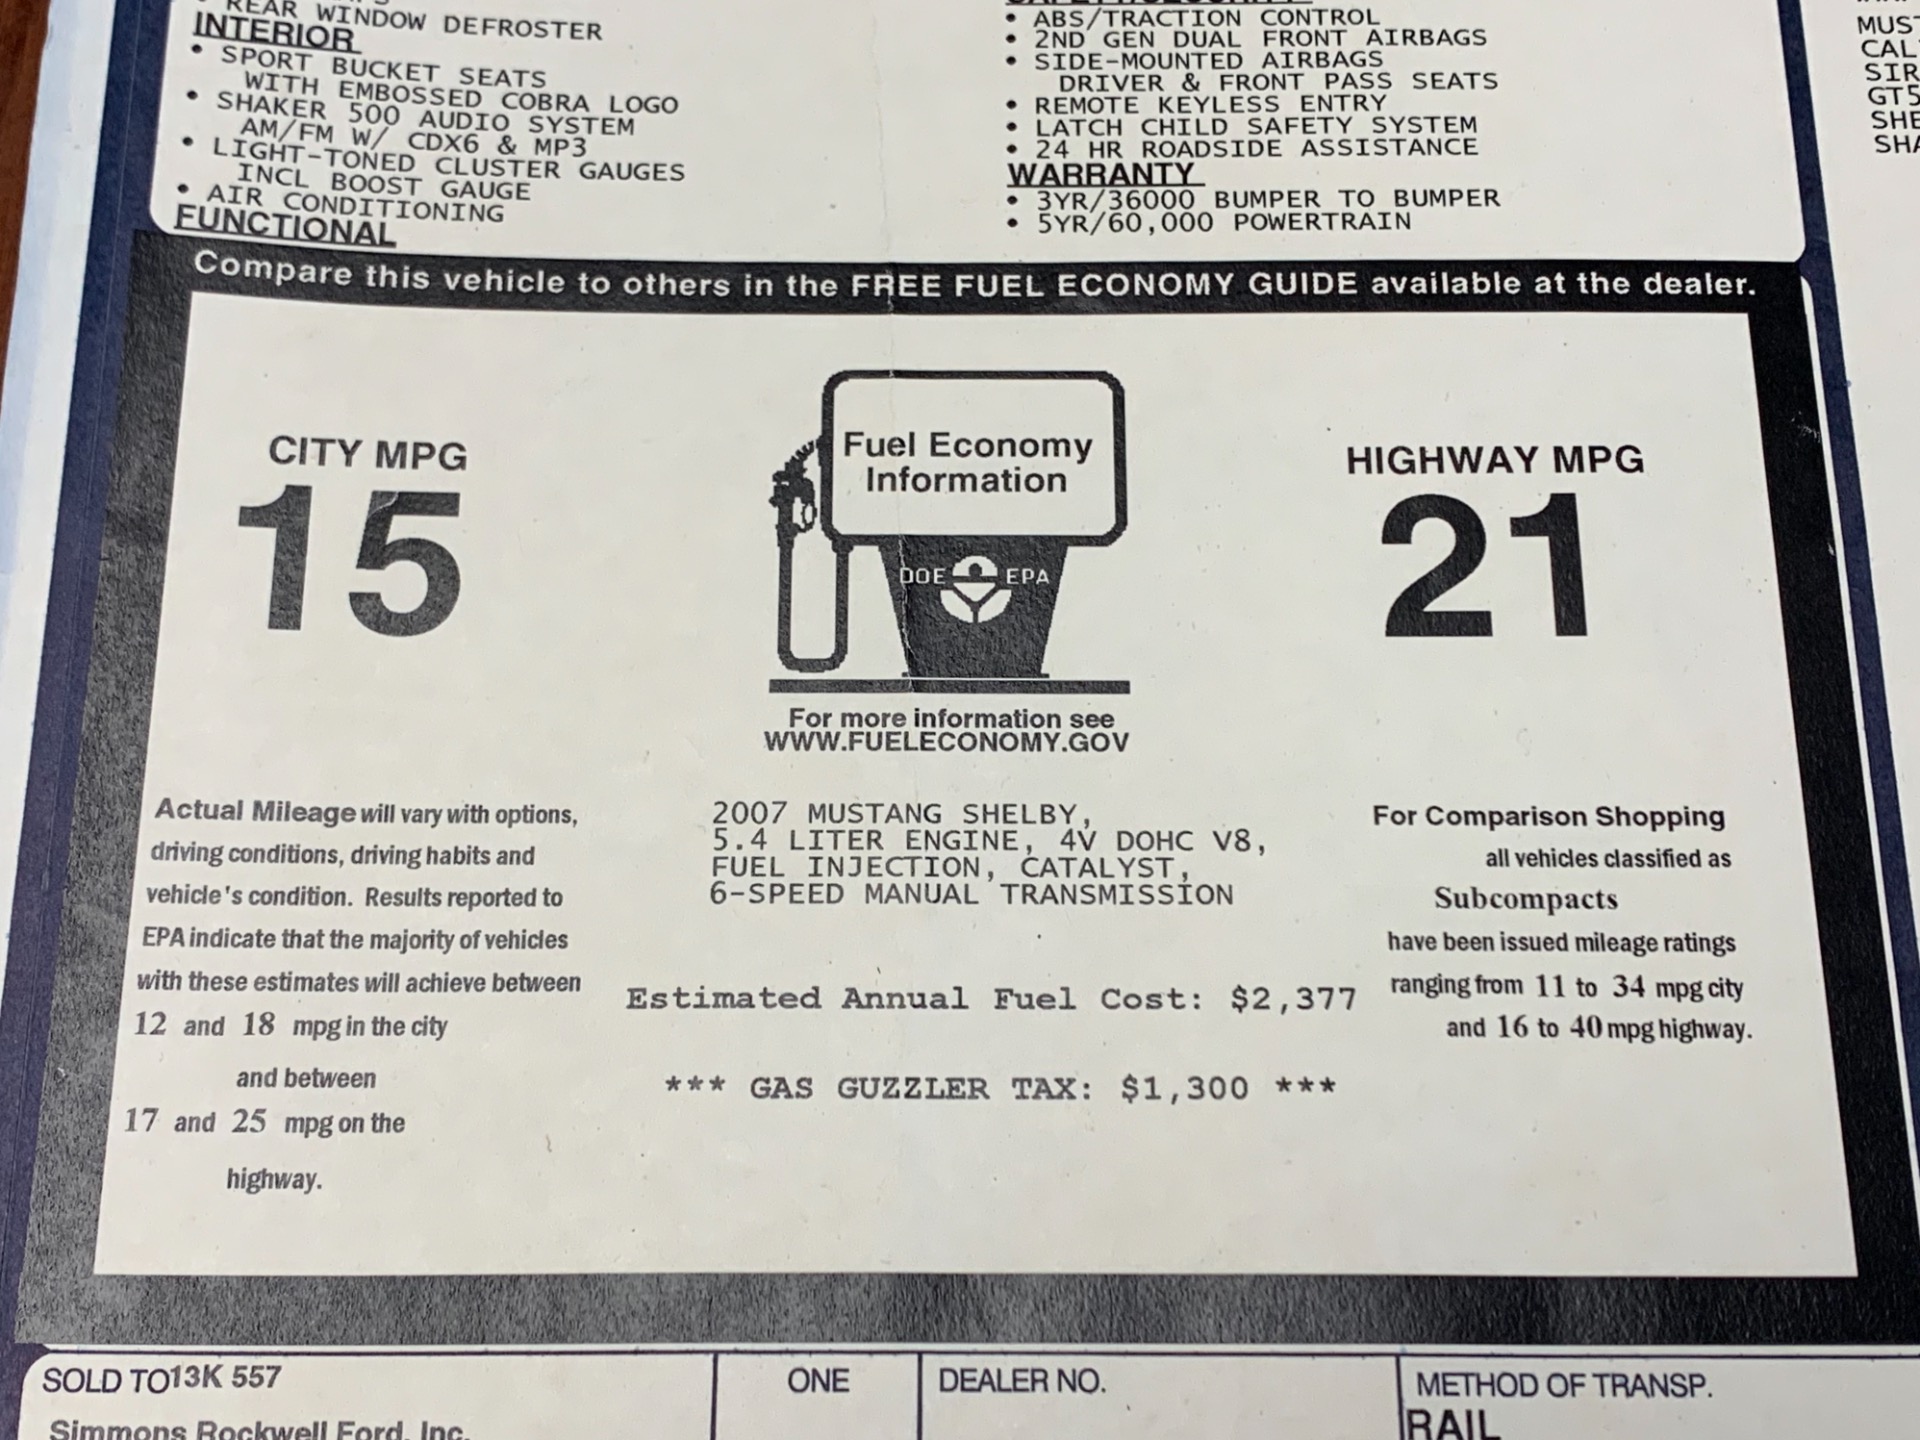 REAR WINDOW DEFROSTER
INTERIOR
• SPORT BUCKET SEATS
WITH EMBOSSED COBRA LOGO
• SHAKER 500 AUDIO SYSTEM
AM/FM W/ CDX6 & MP3
• LIGHT-TONED CLUSTER GAUGES
INCL BOOST GAUGE
• AIR CONDITIONING
FUNCTIONAL
• ABS/TRACTION CONTROL
• 2ND GEN DUAL FRONT AIRBAGS
• SIDE-MOUNTED AIRBAGS
DRIVER & FRONT PASS SEATS
• REMOTE KEYLESS ENTRY
• LATCH CHILD SAFETY SYSTEM
• 24 HR ROADSIDE ASSISTANCE
WARRANTY
• 3YR/36000 BUMPER TO BUMPER
• 5YR/60,000 POWERTRAIN
MUST
CAL
SIR
GT5
SHE
SHA
Compare this vehicle to others in the FREE FUEL ECONOMY GUIDE available at the dealer.
CITY MPG
15
Fuel Economy
Information
DOE EPA
HIGHWAY MPG
21
For more information see
WWW.FUELECONOMY.GOV
Actual Mileage will vary with options,
driving conditions, driving habits and
vehicle's condition. Results reported to
EPA indicate that the majority of vehicles
with these estimates will achieve between
12 and 18 mpg in the city
and between
17 and 25 mpg on the
highway.
2007 MUSTANG SHELBY,
5.4 LITER ENGINE, 4V DOHC V8,
FUEL INJECTION, CATALYST,
6-SPEED MANUAL TRANSMISSION
Estimated Annual Fuel Cost: $2,377
*** GAS GUZZLER TAX: $1,300 ***
For Comparison Shopping
all vehicles classified as
Subcompacts
have been issued mileage ratings
ranging from 11 to 34 mpg city
and 16 to 40 mpg highway.
SOLD TO 13K 557
Simmons Rockwell Ford, Inc.
ONE
DEALER NO.
METHOD OF TRANSP.
RAIL